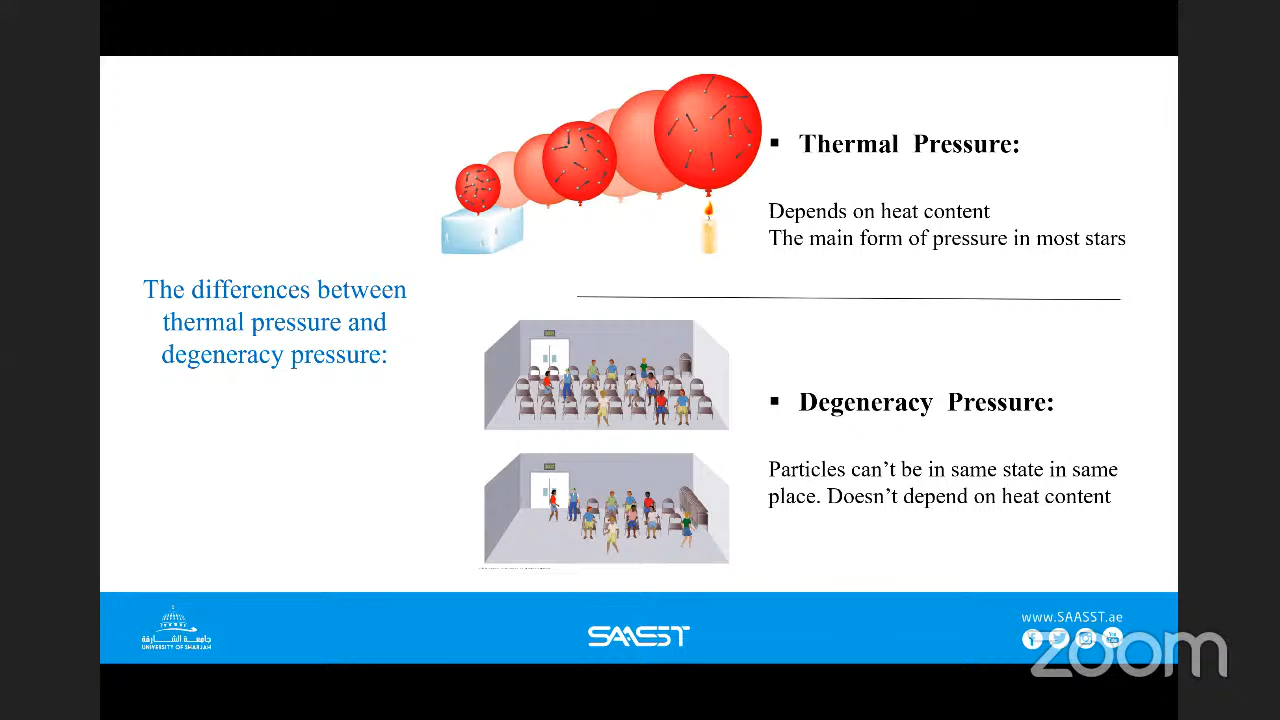 Thermal Pressure:
Depends on heat content
The main form of pressure in most stars
The differences between
thermal pressure and
degeneracy pressure:
Degeneracy Pressure:
Particles can’t be in same state in same
place. Doesn’t depend on heat content
جامعة الشارقة
UNIVERSITY OF SHARJAH
SAASST
www.SAASST.ae
zoom